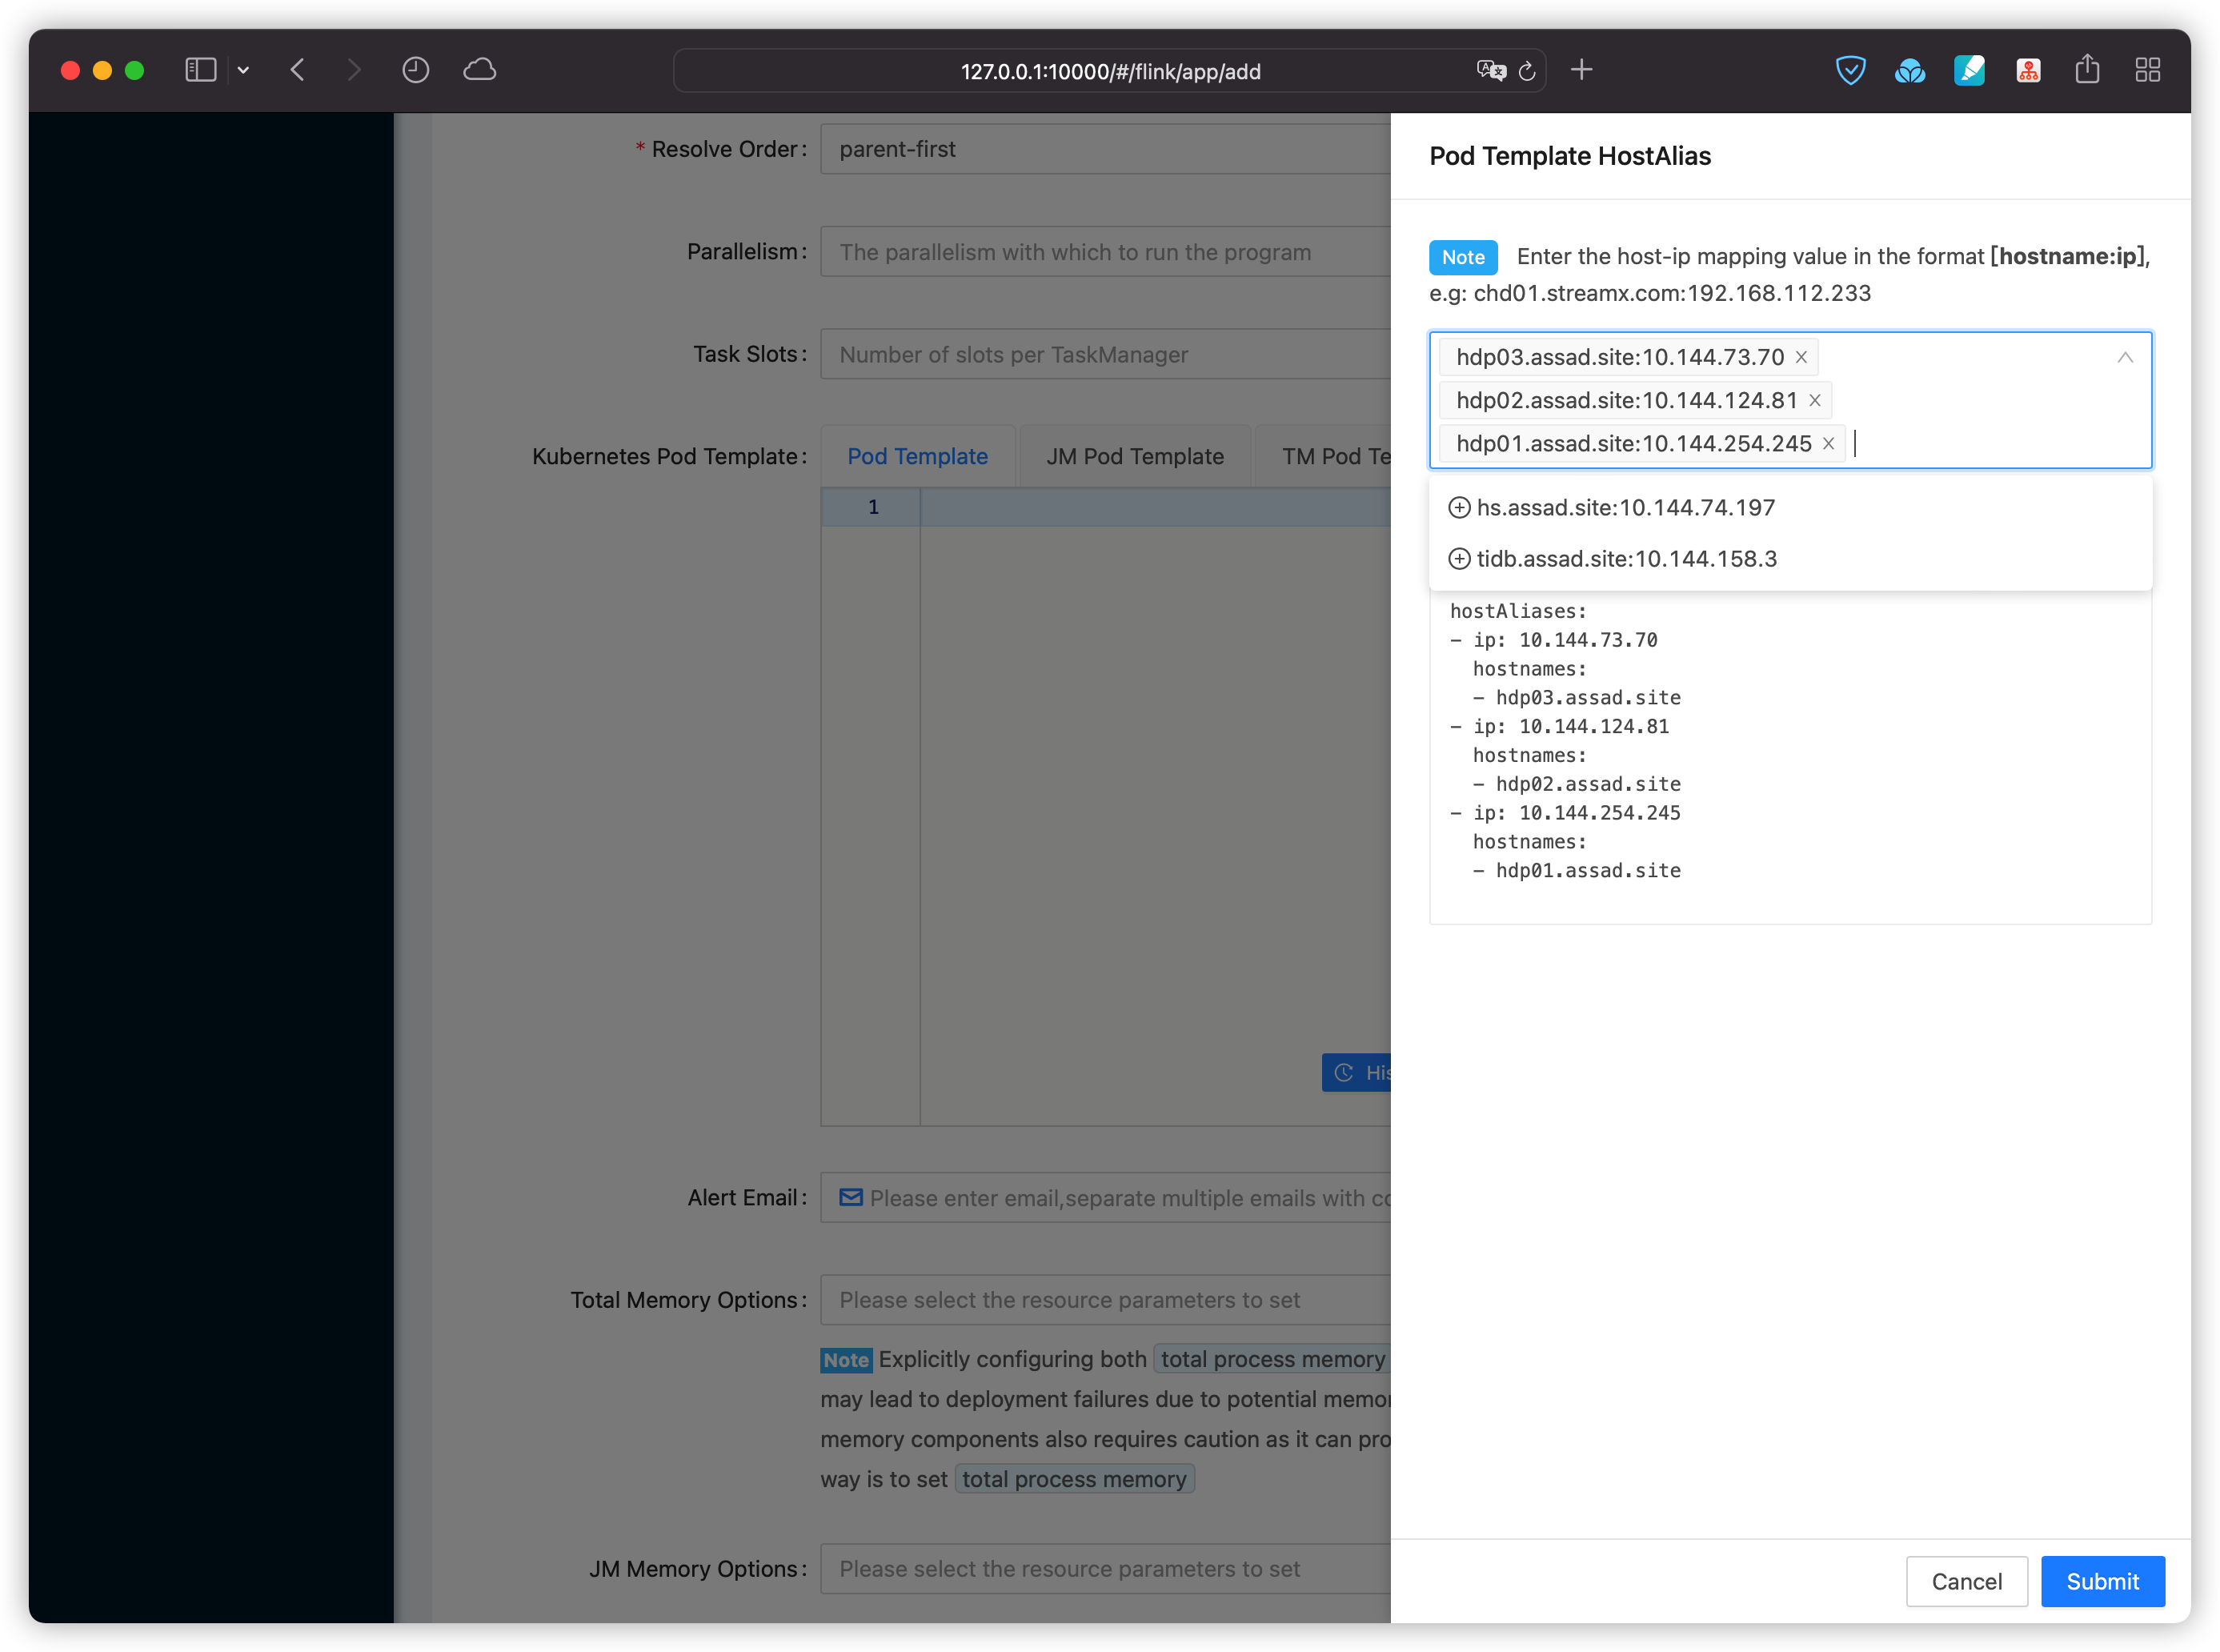 127.0.0.1:10000/#/flink/app/add
* Resolve Order:
parent-first
Parallelism:
The parallelism with which to run the program
Task Slots:
Number of slots per TaskManager
Kubernetes Pod Template:
Pod Template
JM Pod Template
TM Pod Te
1
His
Alert Email:
Please enter email,separate multiple emails with co
Total Memory Options:
Please select the resource parameters to set
Note Explicitly configuring both total process memory
may lead to deployment failures due to potential memor
memory components also requires caution as it can pro
way is to set total process memory
JM Memory Options:
Please select the resource parameters to set
Pod Template HostAlias
Note Enter the host-ip mapping value in the format [hostname:ip],
e.g: chd01.streamx.com:192.168.112.233
hdp03.assad.site:10.144.73.70
hdp02.assad.site:10.144.124.81
hdp01.assad.site:10.144.254.245
hs.assad.site:10.144.74.197
tidb.assad.site:10.144.158.3
hostAliases:
- ip: 10.144.73.70
hostnames:
- hdp03.assad.site
- ip: 10.144.124.81
hostnames:
- hdp02.assad.site
- ip: 10.144.254.245
hostnames:
- hdp01.assad.site
Cancel
Submit